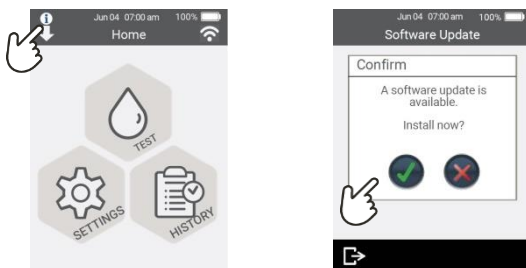 Jun 04 07:00 am 100%
Home
TEST
SETTINGS
HISTORY
Jun 04 07:00 am 100%
Software Update
Confirm
A software update is
available.
Install now?